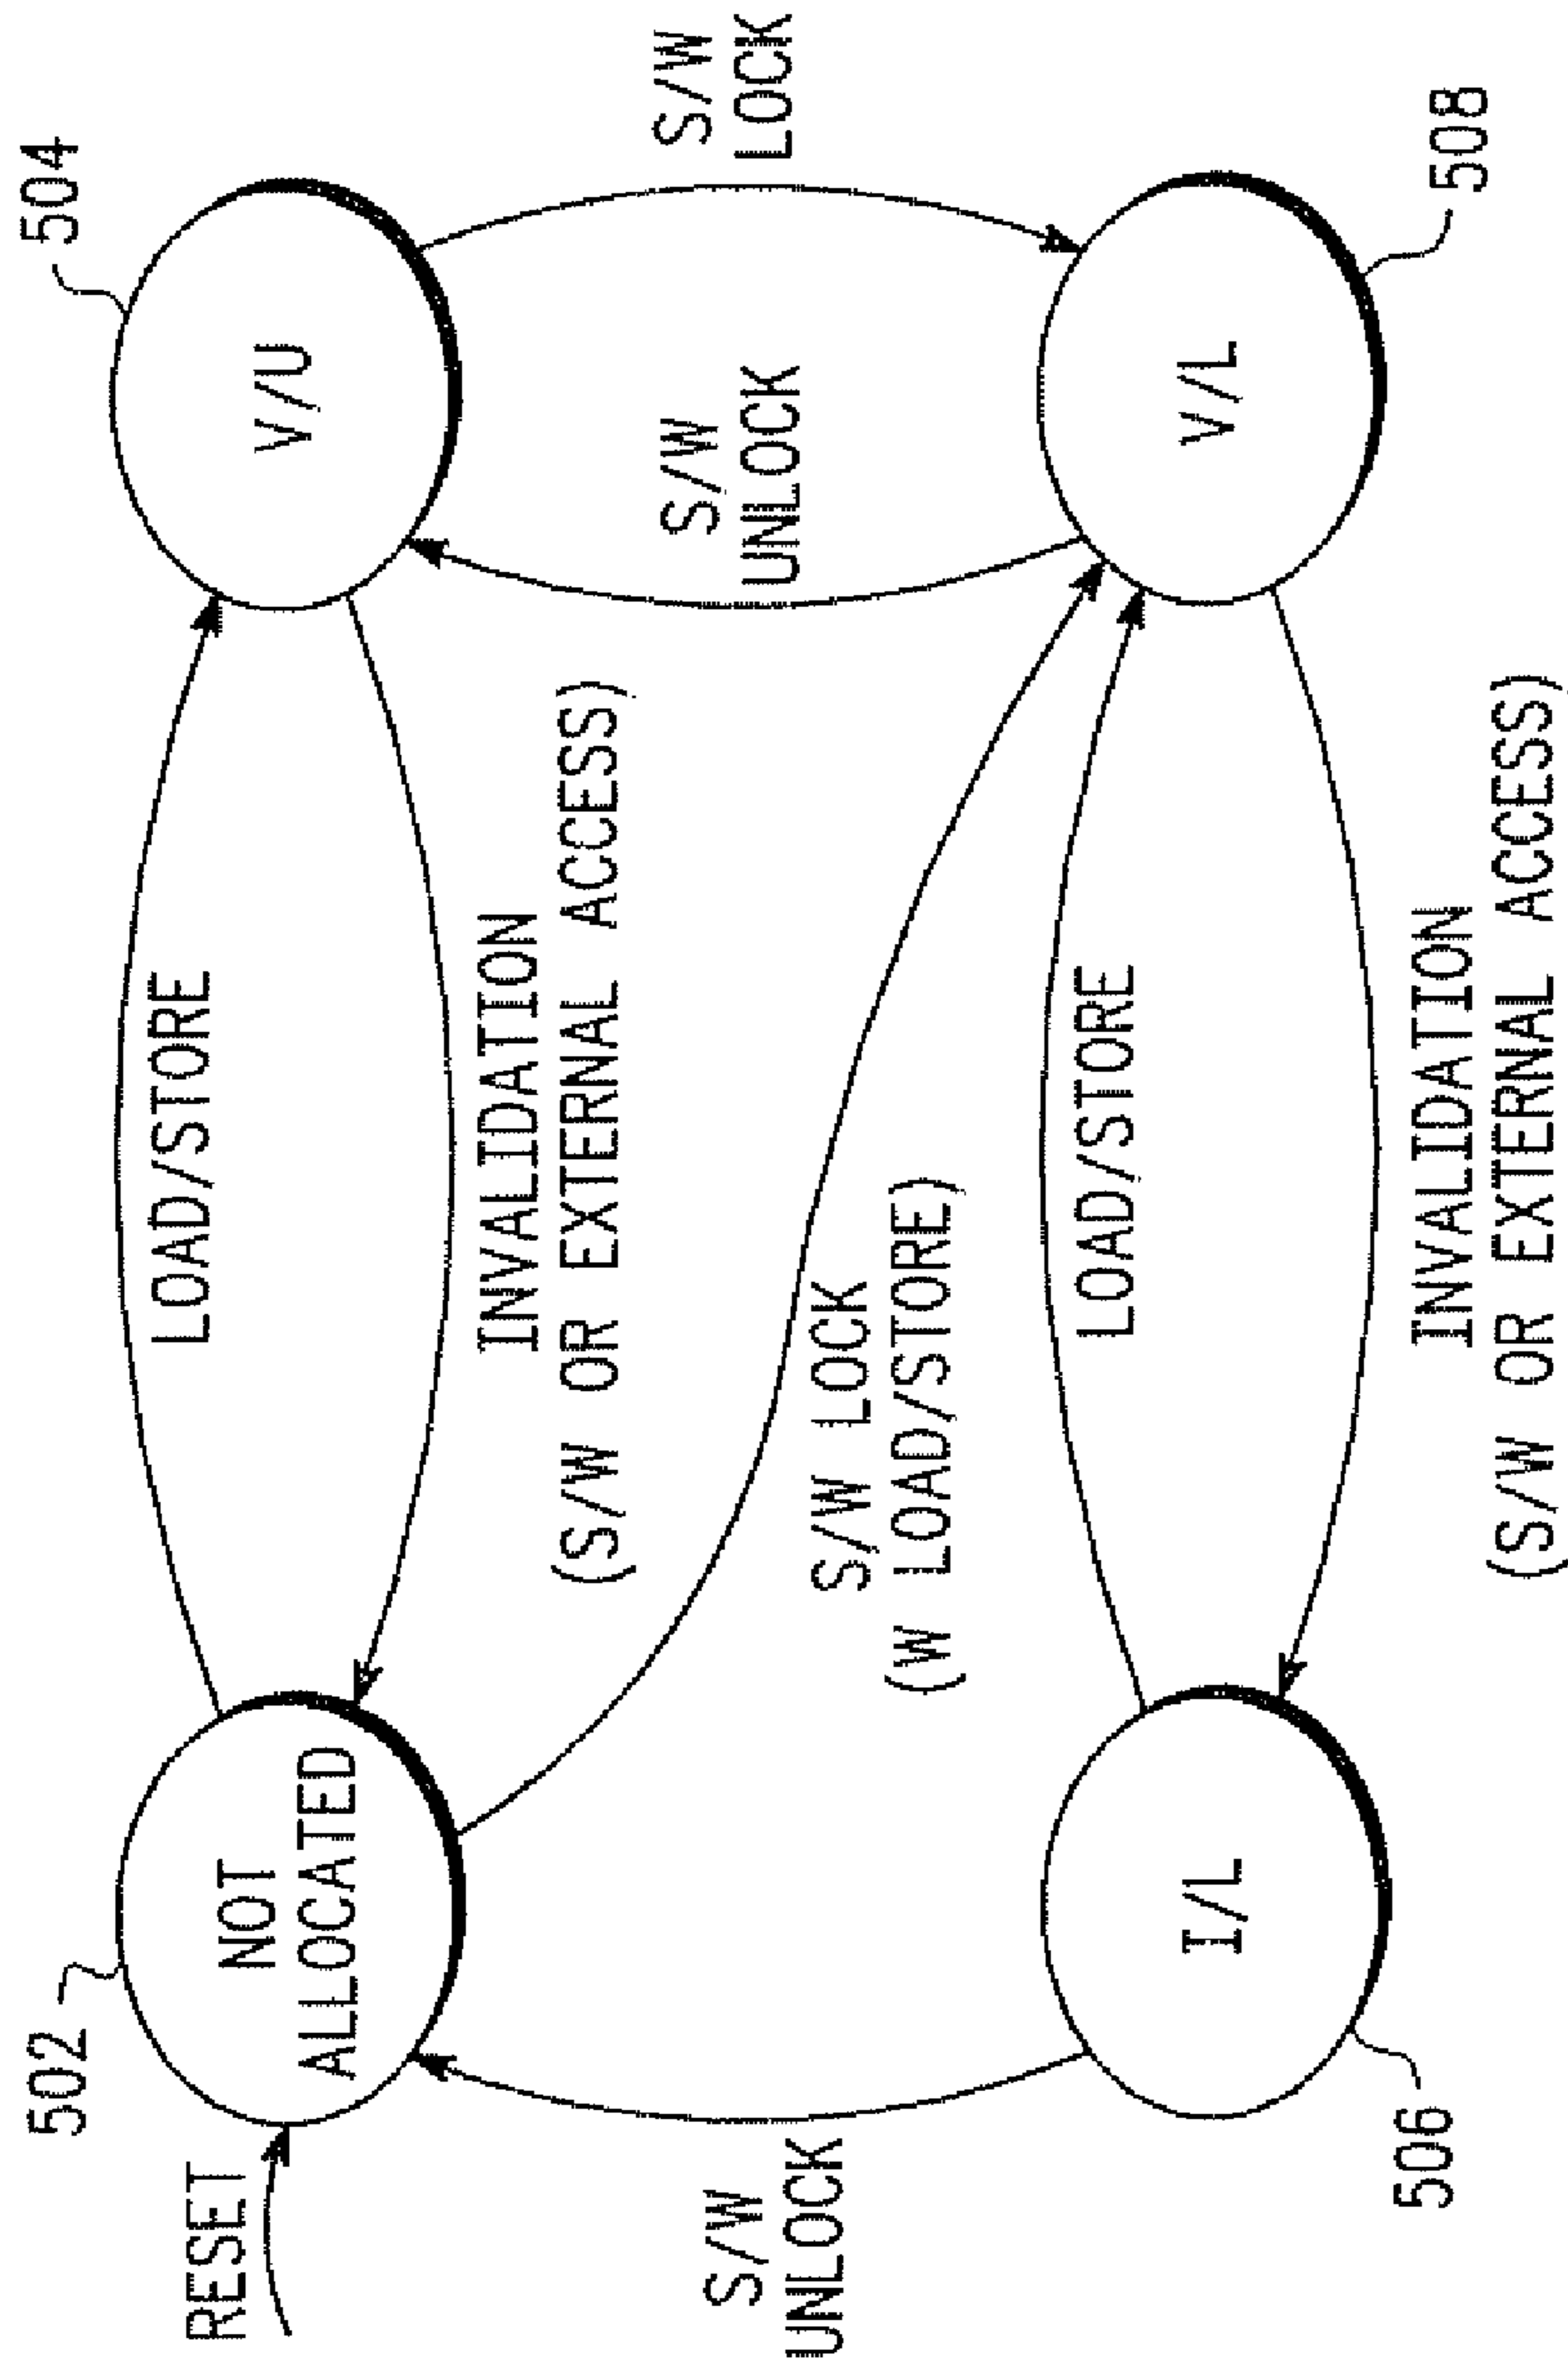 RESET
502
NOT
ALLOCATED
LOAD/STORE
504
V/U
INVALIDATION
(S/W OR EXTERNAL ACCESS)
S/W
UNLOCK
S/W LOCK
(W LOAD/STORE)
S/W
UNLOCK
S/W
LOCK
I/L
506
LOAD/STORE
V/L
508
INVALIDATION
(S/W OR EXTERNAL ACCESS)